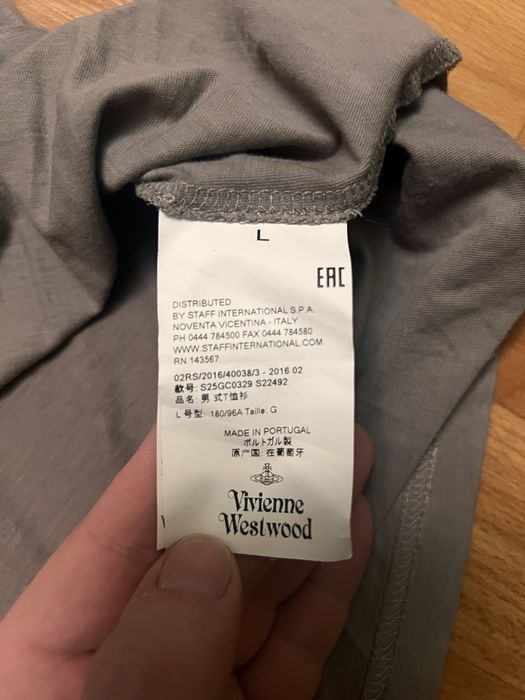 L
EAC
DISTRIBUTED
BY STAFF INTERNATIONAL S.P.A.
NOVENTA VICENTINA - ITALY
PH 0444 784500 FAX 0444 784580
WWW.STAFFINTERNATIONAL.COM
RN 143567
02RS/2016/40038/3 - 2016 02
款号: S25GC0329 S22492
品名: 男 式T恤衫
L 号型: 180/96A Taille: G
MADE IN PORTUGAL
ポルトガル製
原产国: 在葡萄牙
Vivienne
Westwood